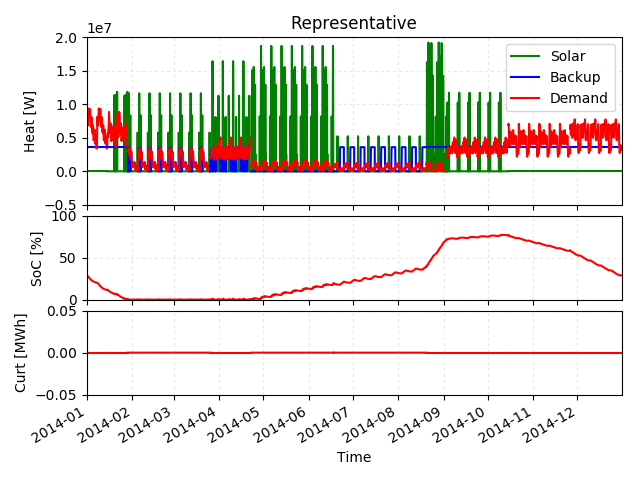 Representative
1e7
2.0
1.5
1.0
0.5
0.0
−0.5
Heat [W]
Solar
Backup
Demand
100
50
0
SoC [%]
0.05
0.00
−0.05
Curt [MWh]
2014-01
2014-02
2014-03
2014-04
2014-05
2014-06
2014-07
2014-08
2014-09
2014-10
2014-11
2014-12
Time